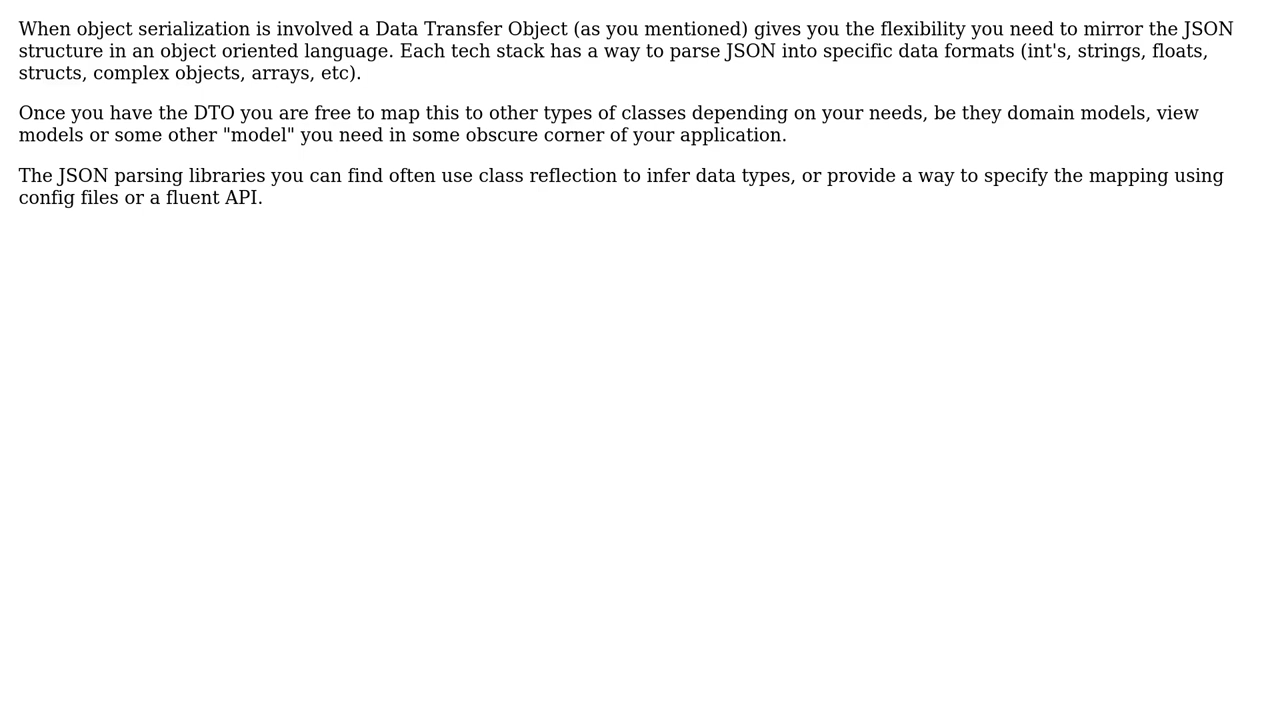 When object serialization is involved a Data Transfer Object (as you mentioned) gives you the flexibility you need to mirror the JSON
structure in an object oriented language. Each tech stack has a way to parse JSON into specific data formats (int's, strings, floats,
structs, complex objects, arrays, etc).
Once you have the DTO you are free to map this to other types of classes depending on your needs, be they domain models, view
models or some other "model" you need in some obscure corner of your application.
The JSON parsing libraries you can find often use class reflection to infer data types, or provide a way to specify the mapping using
config files or a fluent API.